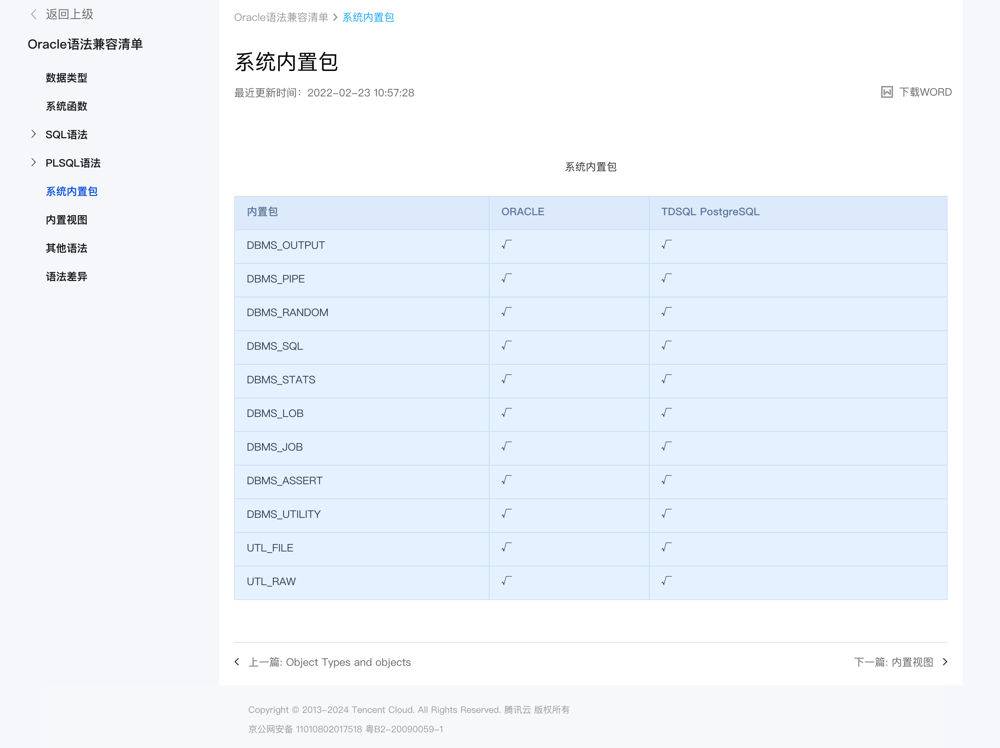 返回上级
Oracle语法兼容清单
数据类型
系统函数
SQL语法
PLSQL语法
系统内置包
内置视图
其他语法
语法差异
Oracle语法兼容清单 > 系统内置包
系统内置包
最近更新时间：2022-02-23 10:57:28
下载WORD
系统内置包
内置包 ORACLE TDSQL PostgreSQL
DBMS_OUTPUT √ √
DBMS_PIPE √ √
DBMS_RANDOM √ √
DBMS_SQL √ √
DBMS_STATS √ √
DBMS_LOB √ √
DBMS_JOB √ √
DBMS_ASSERT √ √
DBMS_UTILITY √ √
UTL_FILE √ √
UTL_RAW √ √
上一篇: Object Types and objects
下一篇: 内置视图
Copyright © 2013-2024 Tencent Cloud. All Rights Reserved. 腾讯云 版权所有
京公网安备 11010802017518 粤B2-20090059-1